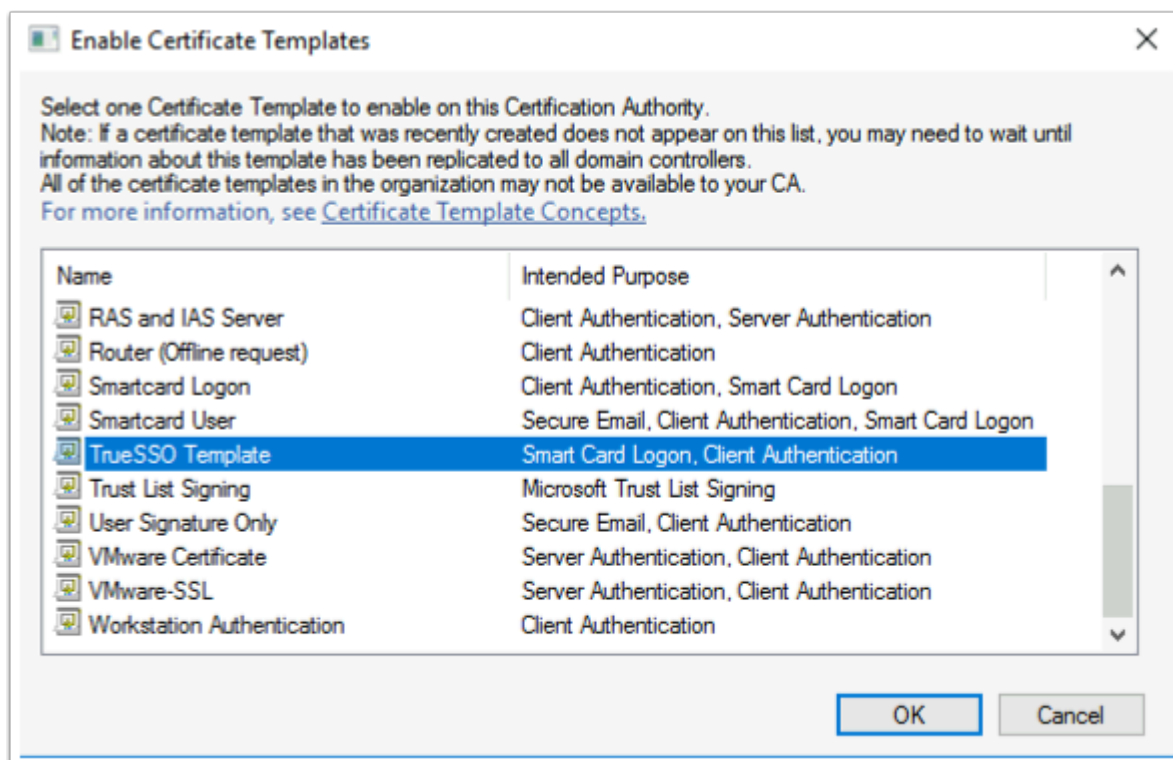 Enable Certificate Templates
Select one Certificate Template to enable on this Certification Authority.
Note: If a certificate template that was recently created does not appear on this list, you may need to wait until
information about this template has been replicated to all domain controllers.
All of the certificate templates in the organization may not be available to your CA.
For more information, see Certificate Template Concepts.
Name Intended Purpose
RAS and IAS Server Client Authentication, Server Authentication
Router (Offline request) Client Authentication
Smartcard Logon Client Authentication, Smart Card Logon
Smartcard User Secure Email, Client Authentication, Smart Card Logon
TrueSSO Template Smart Card Logon, Client Authentication
Trust List Signing Microsoft Trust List Signing
User Signature Only Secure Email, Client Authentication
VMware Certificate Server Authentication, Client Authentication
VMware-SSL Server Authentication, Client Authentication
Workstation Authentication Client Authentication
OK Cancel